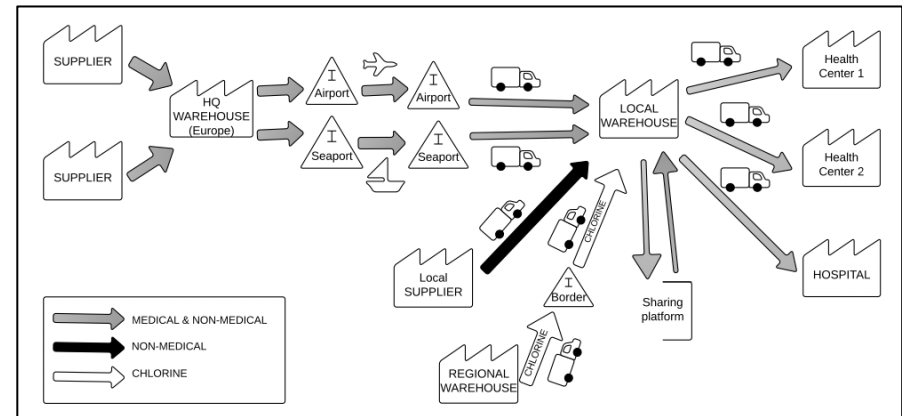 SUPPLIER
SUPPLIER
HQ
WAREHOUSE
(Europe)
I
Airport
I
Airport
I
Seaport
I
Seaport
LOCAL
WAREHOUSE
Health
Center 1
Health
Center 2
HOSPITAL
Local
SUPPLIER
CHLORINE
I
Border
CHLORINE
REGIONAL
WAREHOUSE
Sharing
platform
MEDICAL & NON-MEDICAL
NON-MEDICAL
CHLORINE